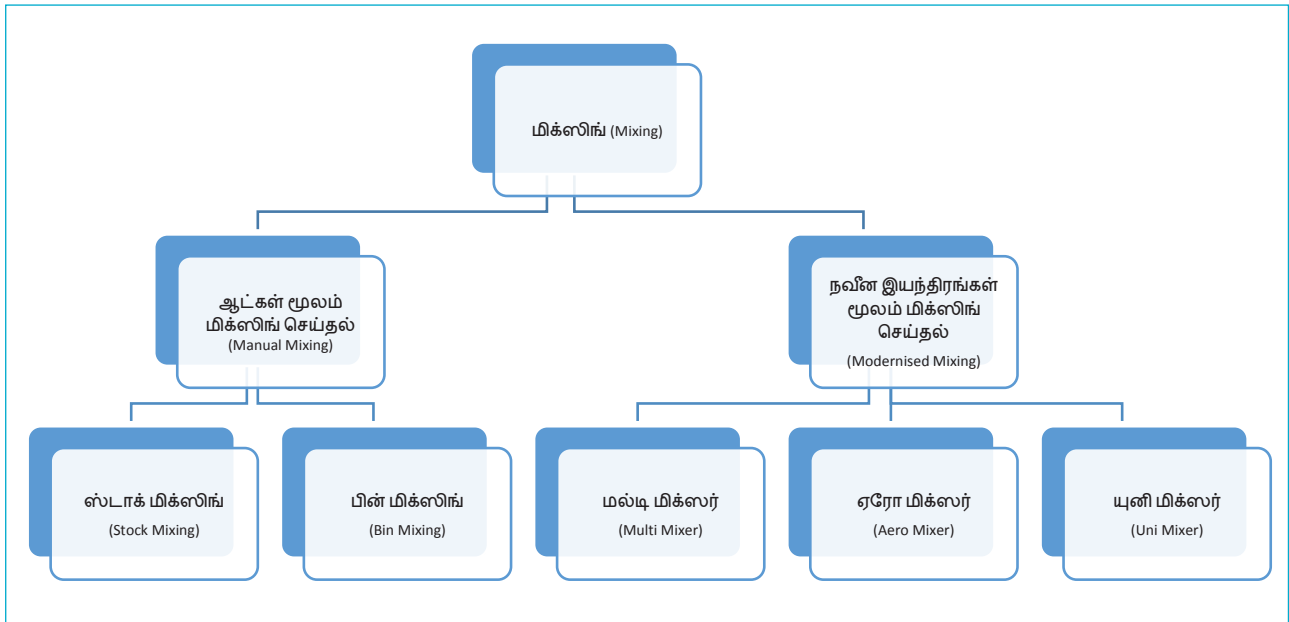 மிக்ஸிங் (Mixing)
ஆட்கள் மூலம்
மிக்ஸிங் செய்தல்
(Manual Mixing)
நவீன இயந்திரங்கள்
மூலம் மிக்ஸிங்
செய்தல்
(Modernised Mixing)
ஸ்டாக் மிக்ஸிங்
(Stock Mixing)
பின் மிக்ஸிங்
(Bin Mixing)
மல்டி மிக்ஸர்
(Multi Mixer)
ஏரோ மிக்ஸர்
(Aero Mixer)
யுனி மிக்ஸர்
(Uni Mixer)